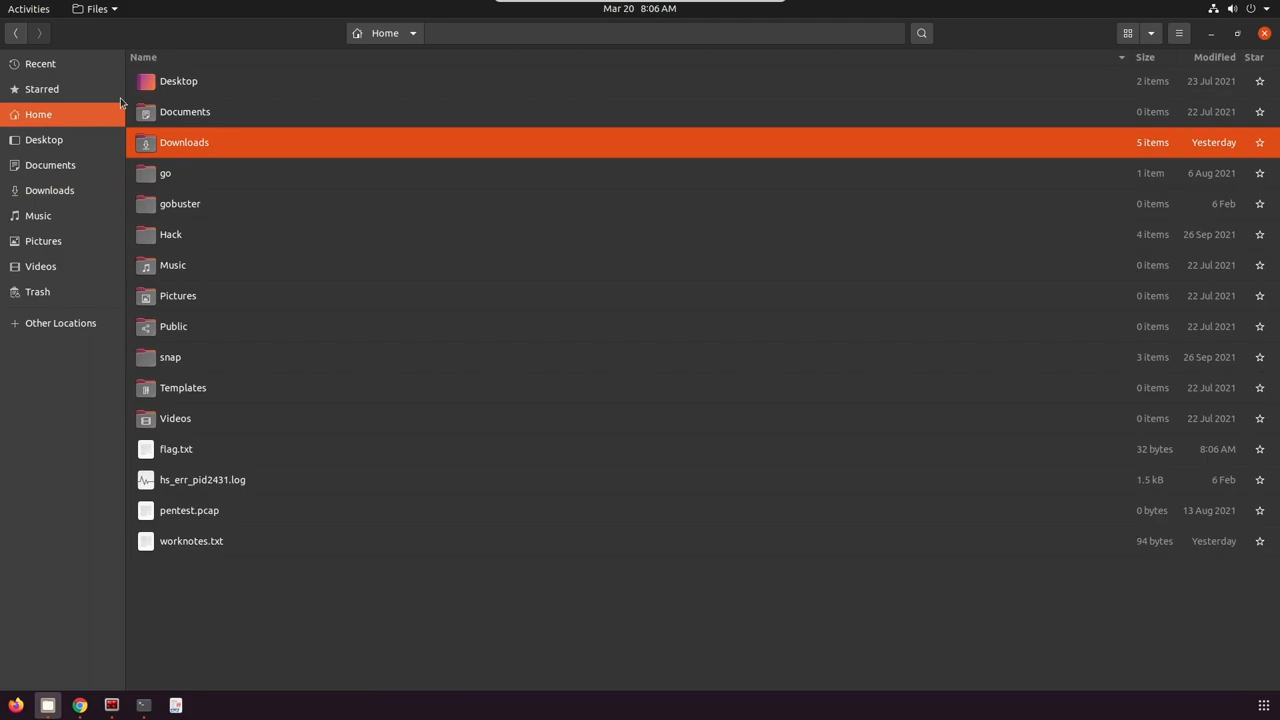 Activities Files Mar 20 8:06 AM
Home
Name Size Modified Star
Recent
Starred
Home
Desktop
Documents
Downloads
Music
Pictures
Videos
Trash
Other Locations
Desktop 2 items 23 Jul 2021
Documents 0 items 22 Jul 2021
Downloads 5 items Yesterday
go 1 item 6 Aug 2021
gobuster 0 items 6 Feb
Hack 4 items 26 Sep 2021
Music 0 items 22 Jul 2021
Pictures 0 items 22 Jul 2021
Public 0 items 22 Jul 2021
snap 3 items 26 Sep 2021
Templates 0 items 22 Jul 2021
Videos 0 items 22 Jul 2021
flag.txt 32 bytes 8:06 AM
hs_err_pid2431.log 1.5 kB 6 Feb
pentest.pcap 0 bytes 13 Aug 2021
worknotes.txt 94 bytes Yesterday